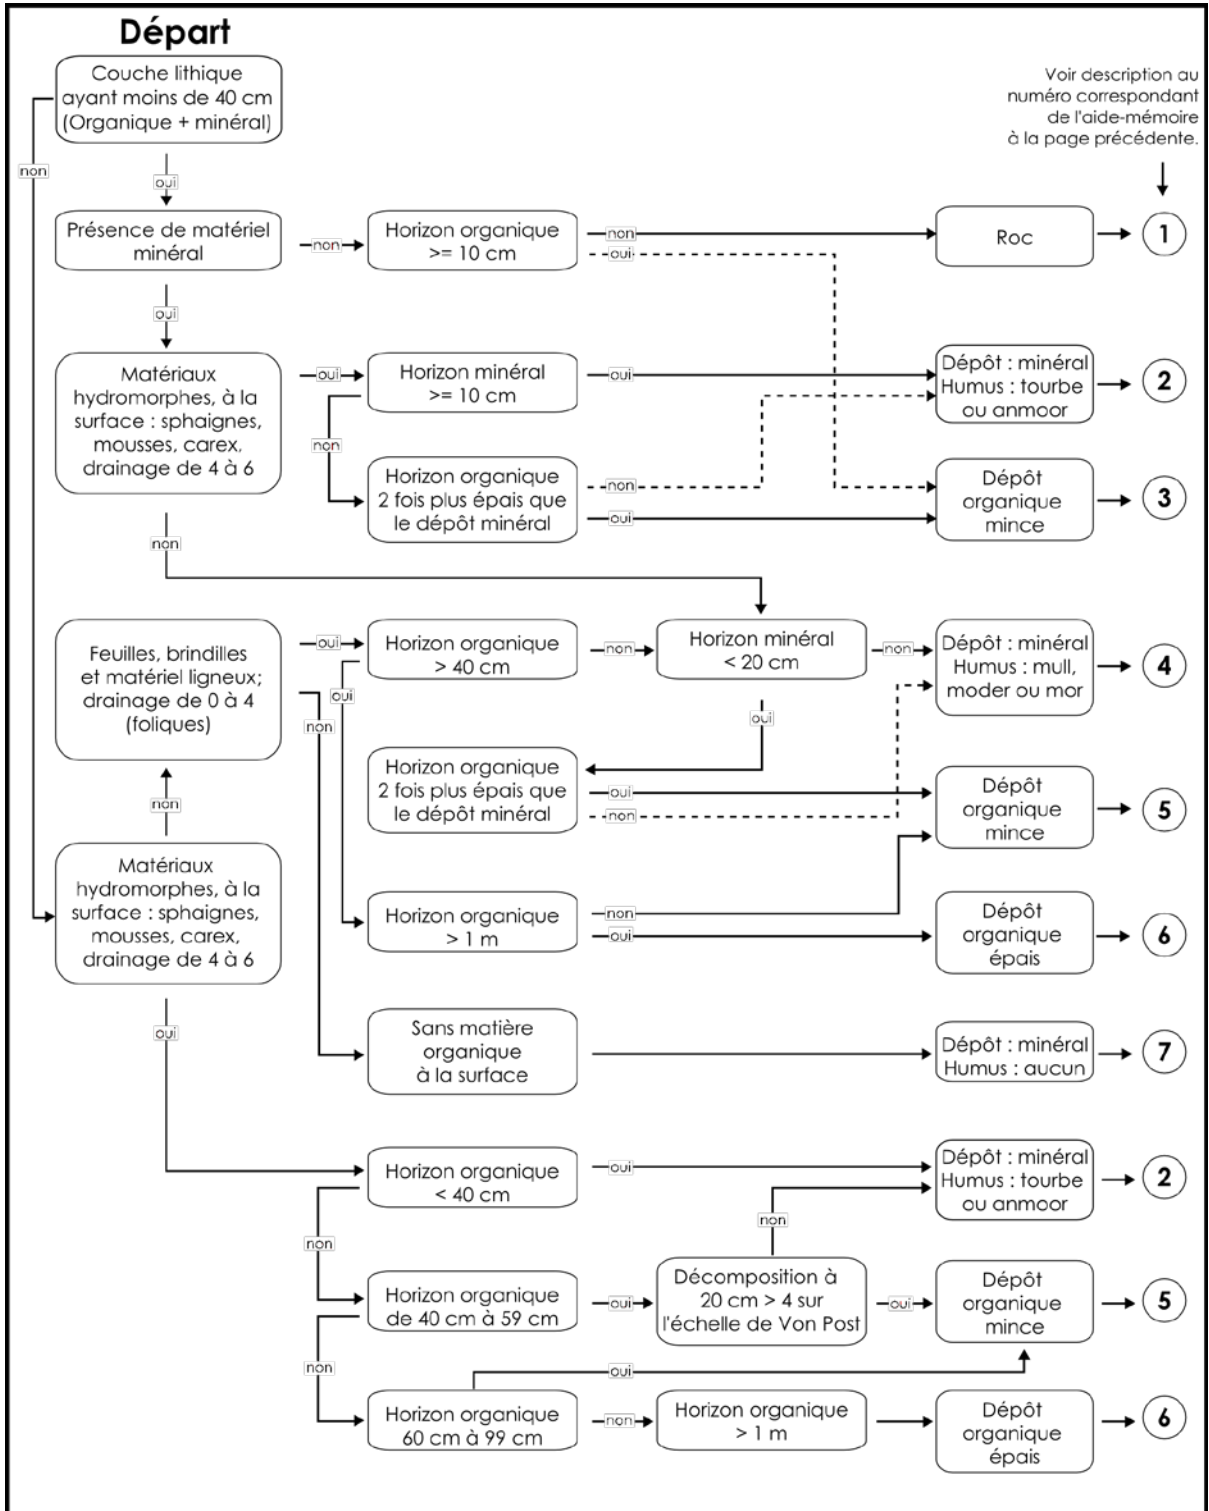 Départ
Couche lithique
ayant moins de 40 cm
(Organique + minéral)
Voir description au
numéro correspondant
de l'aide-mémoire
à la page précédente.
non
oui
Présence de matériel
minéral
non
Horizon organique
>= 10 cm
non
oui
Roc
1
oui
Matériaux
hydromorphes, à la
surface : sphaignes,
mousses, carex,
drainage de 4 à 6
oui
Horizon minéral
>= 10 cm
oui
Dépôt : minéral
Humus : tourbe
ou anmoor
2
non
Horizon organique
2 fois plus épais que
le dépôt minéral
non
oui
Dépôt
organique
mince
3
non
Feuilles, brindilles
et matériel ligneux;
drainage de 0 à 4
(foliques)
oui
Horizon organique
> 40 cm
non
Horizon minéral
< 20 cm
non
Dépôt : minéral
Humus : mull,
moder ou mor
4
oui
non
oui
Horizon organique
2 fois plus épais que
le dépôt minéral
oui
non
Dépôt
organique
mince
5
non
Matériaux
hydromorphes, à la
surface : sphaignes,
mousses, carex,
drainage de 4 à 6
Horizon organique
> 1 m
non
oui
Dépôt
organique
épais
6
oui
Sans matière
organique
à la surface
Dépôt : minéral
Humus : aucun
7
Horizon organique
< 40 cm
oui
Dépôt : minéral
Humus : tourbe
ou anmoor
2
non
non
Horizon organique
de 40 cm à 59 cm
oui
Décomposition à
20 cm > 4 sur
l'échelle de Von Post
oui
Dépôt
organique
mince
5
non
oui
Horizon organique
60 cm à 99 cm
non
Horizon organique
> 1 m
Dépôt
organique
épais
6